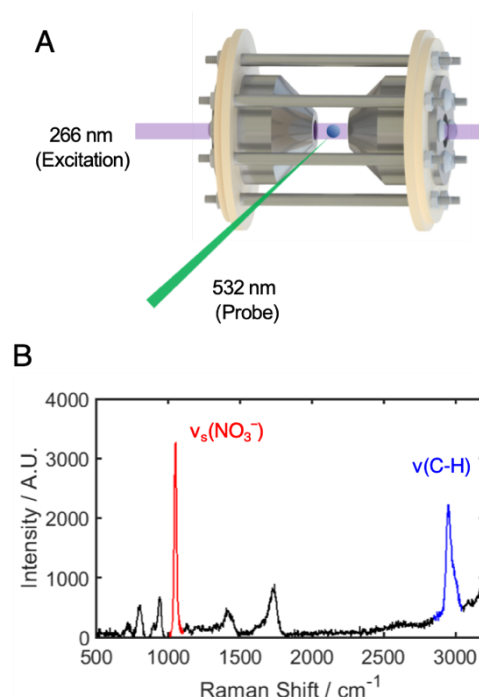 A
266 nm
(Excitation)
532 nm
(Probe)
B
4000
3000
2000
1000
0
Intensity / A.U.
νs(NO3−)
ν(C-H)
500
1000
1500
2000
2500
3000
Raman Shift / cm-1